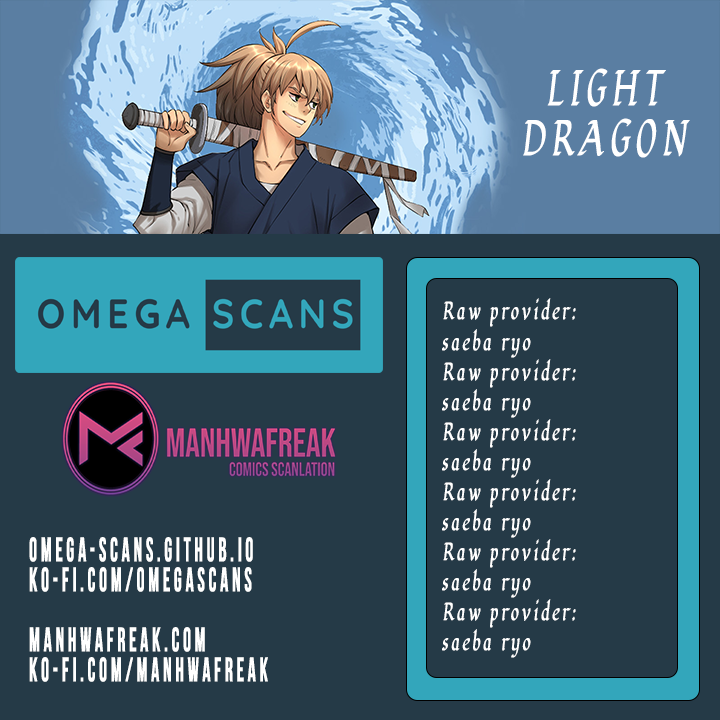 LIGHT
DRAGON
OMEGA SCANS
MANHWAFREAK
COMICS SCANLATION
OMEGA-SCANS.GITHUB.IO
KO-FI.COM/OMEGASCANS
MANHWAFREAK.COM
KO-FI.COM/MANHWAFREAK
Raw provider:
saeba ryo
Raw provider:
saeba ryo
Raw provider:
saeba ryo
Raw provider:
saeba ryo
Raw provider:
saeba ryo
Raw provider:
saeba ryo